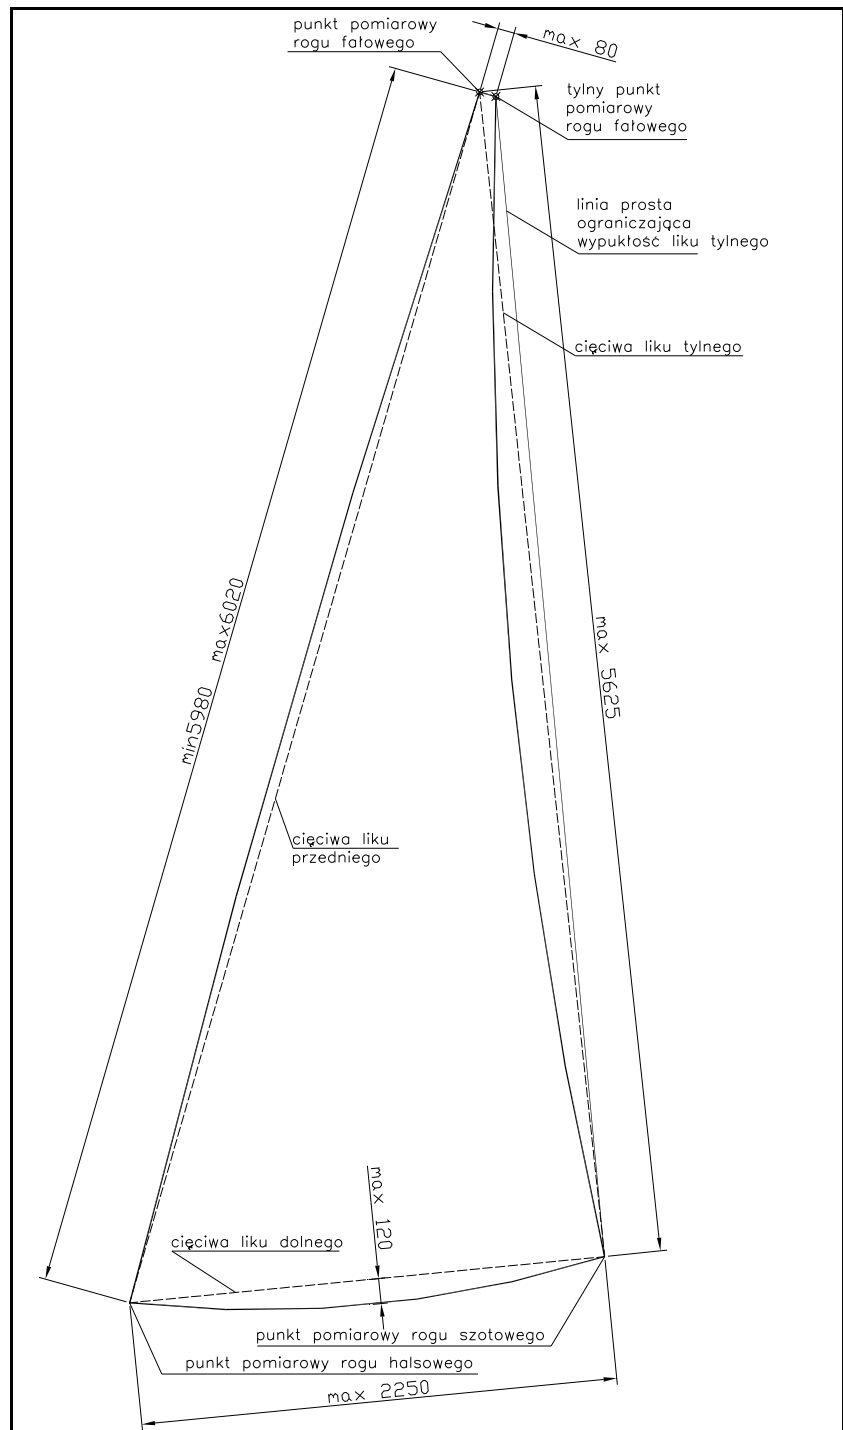 punkt pomiarowy
rogu fałowego
max 80
tylny punkt
pomiarowy
rogu fałowego
linia prosta
ograniczająca
wypukłość liku tylnego
cięciwa liku tylnego
min5980 max6020
max 5625
cięciwa liku
przedniego
max 120
cięciwa liku dolnego
punkt pomiarowy rogu szotowego
punkt pomiarowy rogu halsowego
max 2250